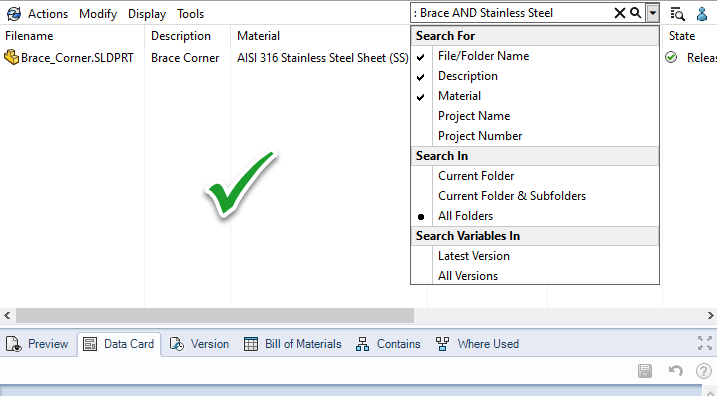 Actions Modify Display Tools : Brace AND Stainless Steel
Filename Description Material State
Brace_Corner.SLDPRT Brace Corner AISI 316 Stainless Steel Sheet (SS) Releas
Search For
File/Folder Name
Description
Material
Project Name
Project Number
Search In
Current Folder
Current Folder & Subfolders
All Folders
Search Variables In
Latest Version
All Versions
Preview Data Card Version Bill of Materials Contains Where Used